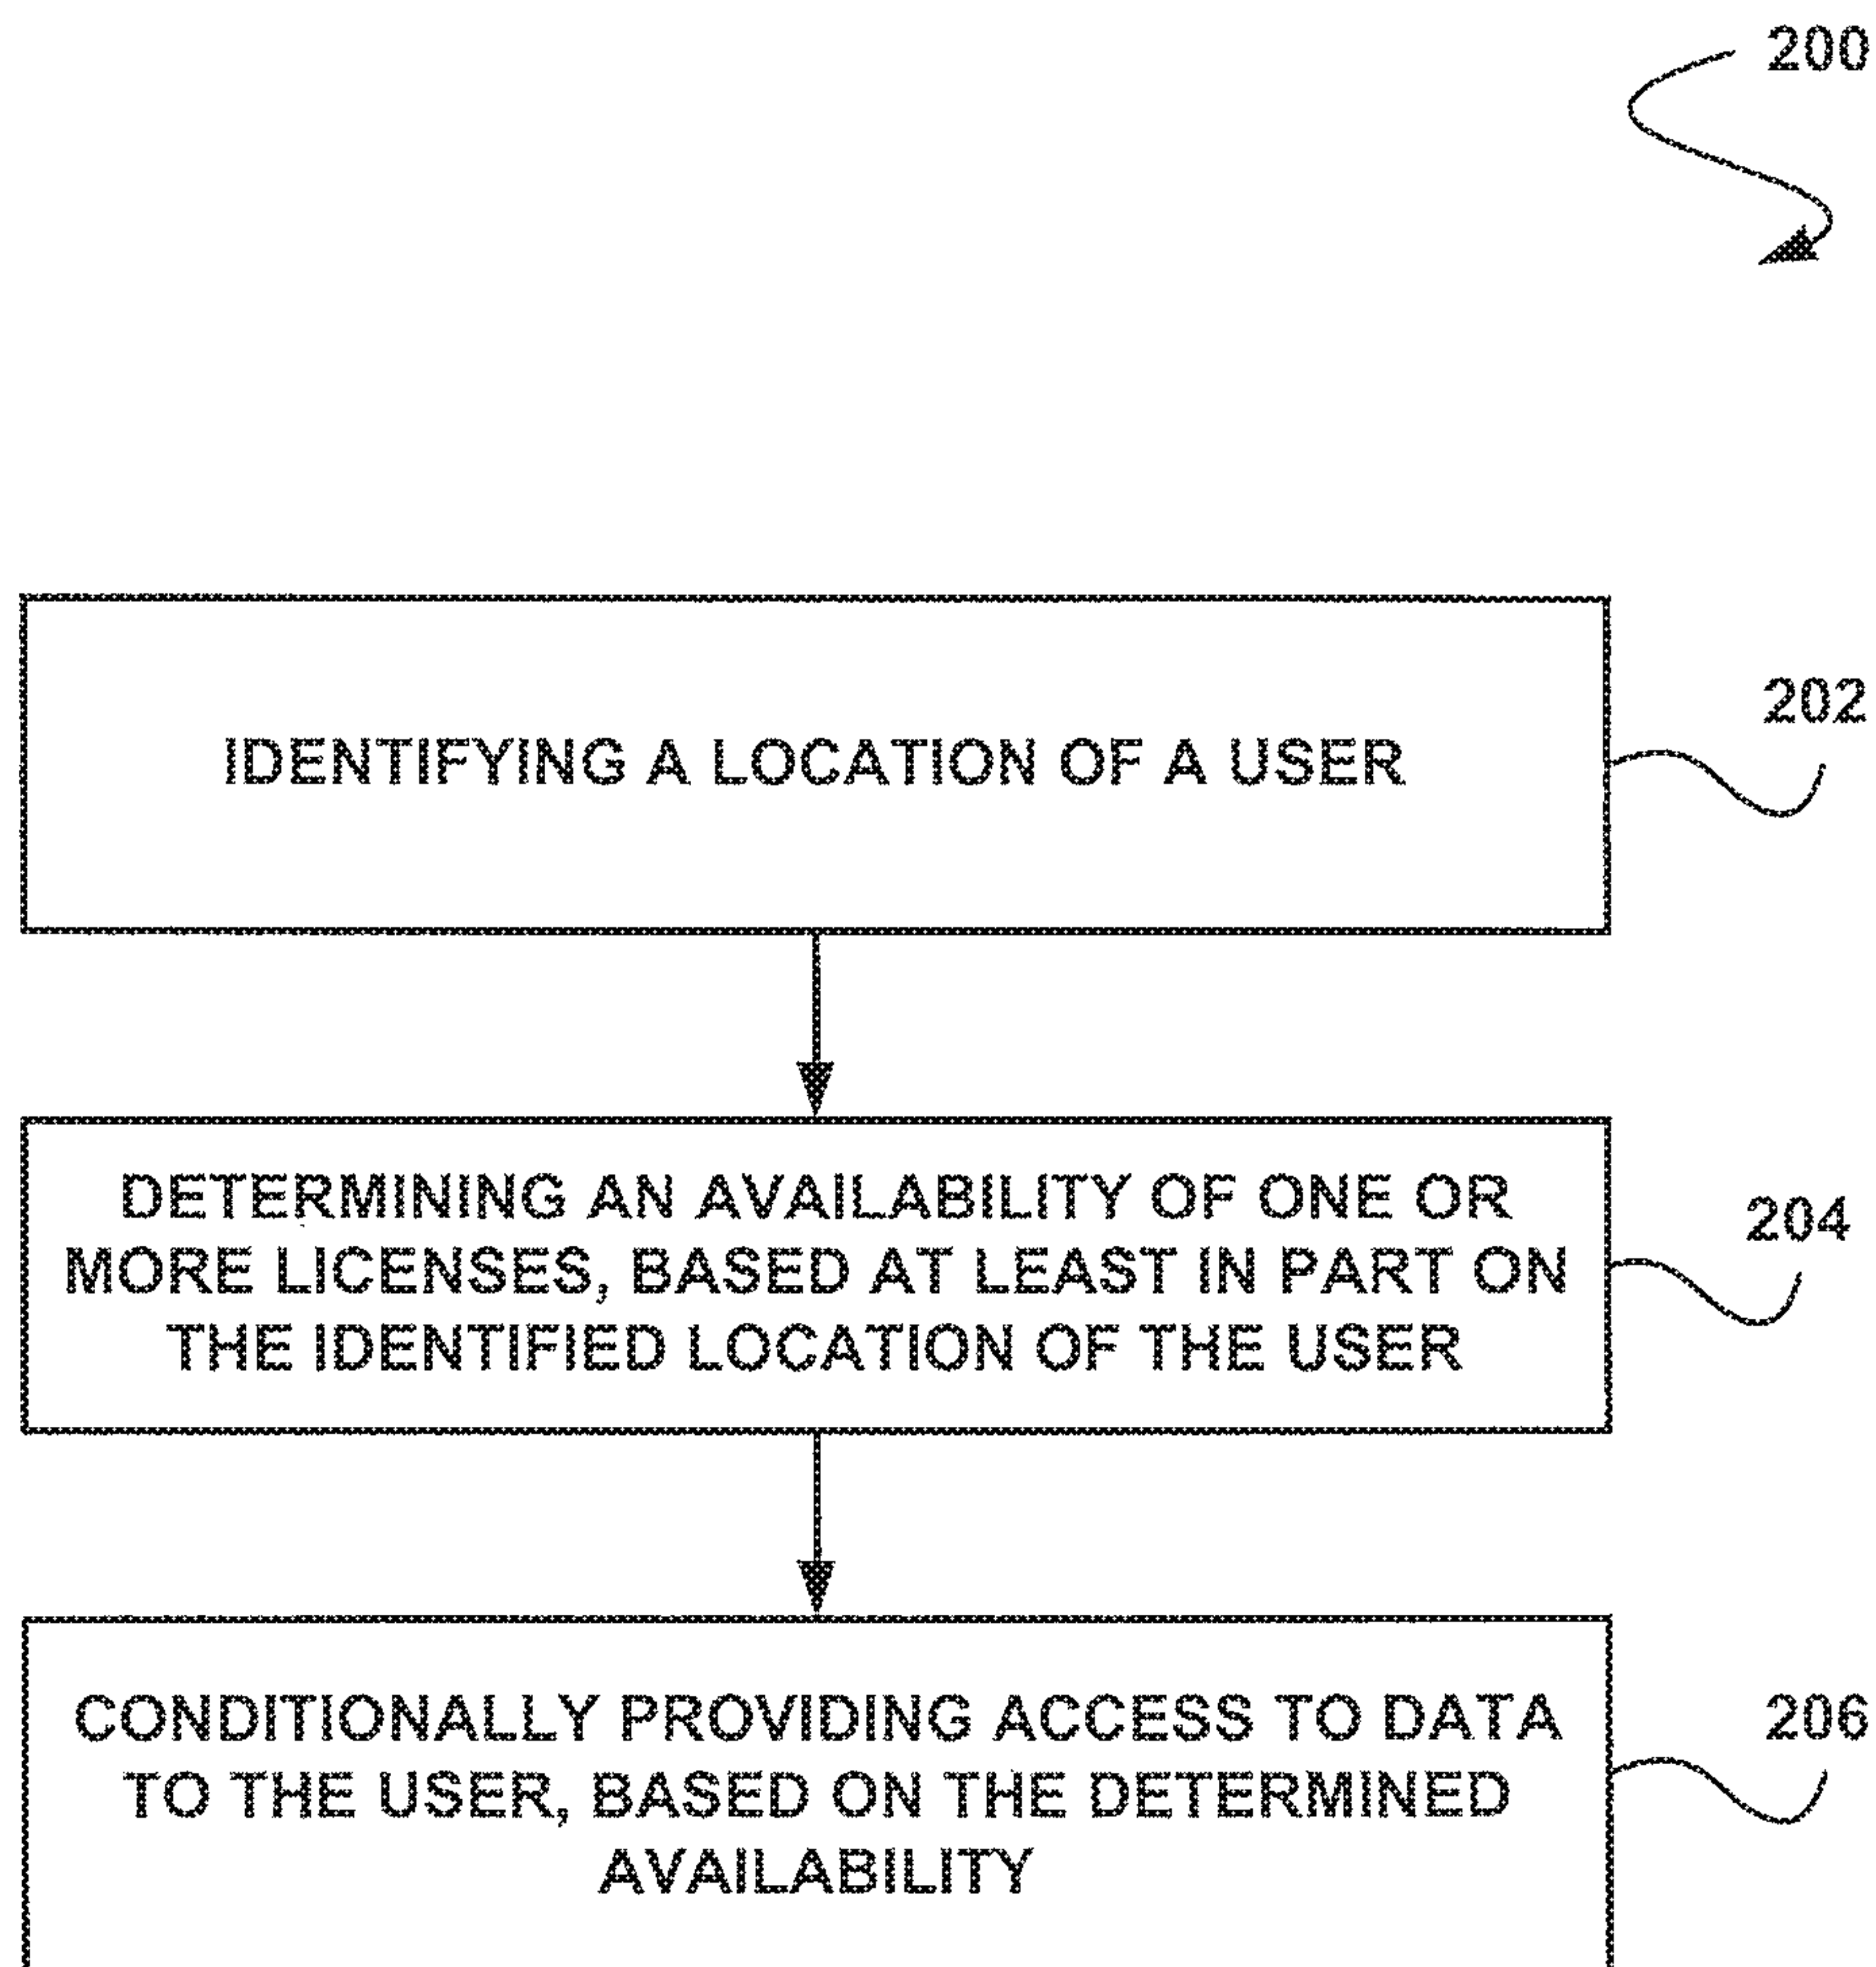 200
IDENTIFYING A LOCATION OF A USER
202
DETERMINING AN AVAILABILITY OF ONE OR
MORE LICENSES, BASED AT LEAST IN PART ON
THE IDENTIFIED LOCATION OF THE USER
204
CONDITIONALLY PROVIDING ACCESS TO DATA
TO THE USER, BASED ON THE DETERMINED
AVAILABILITY
206